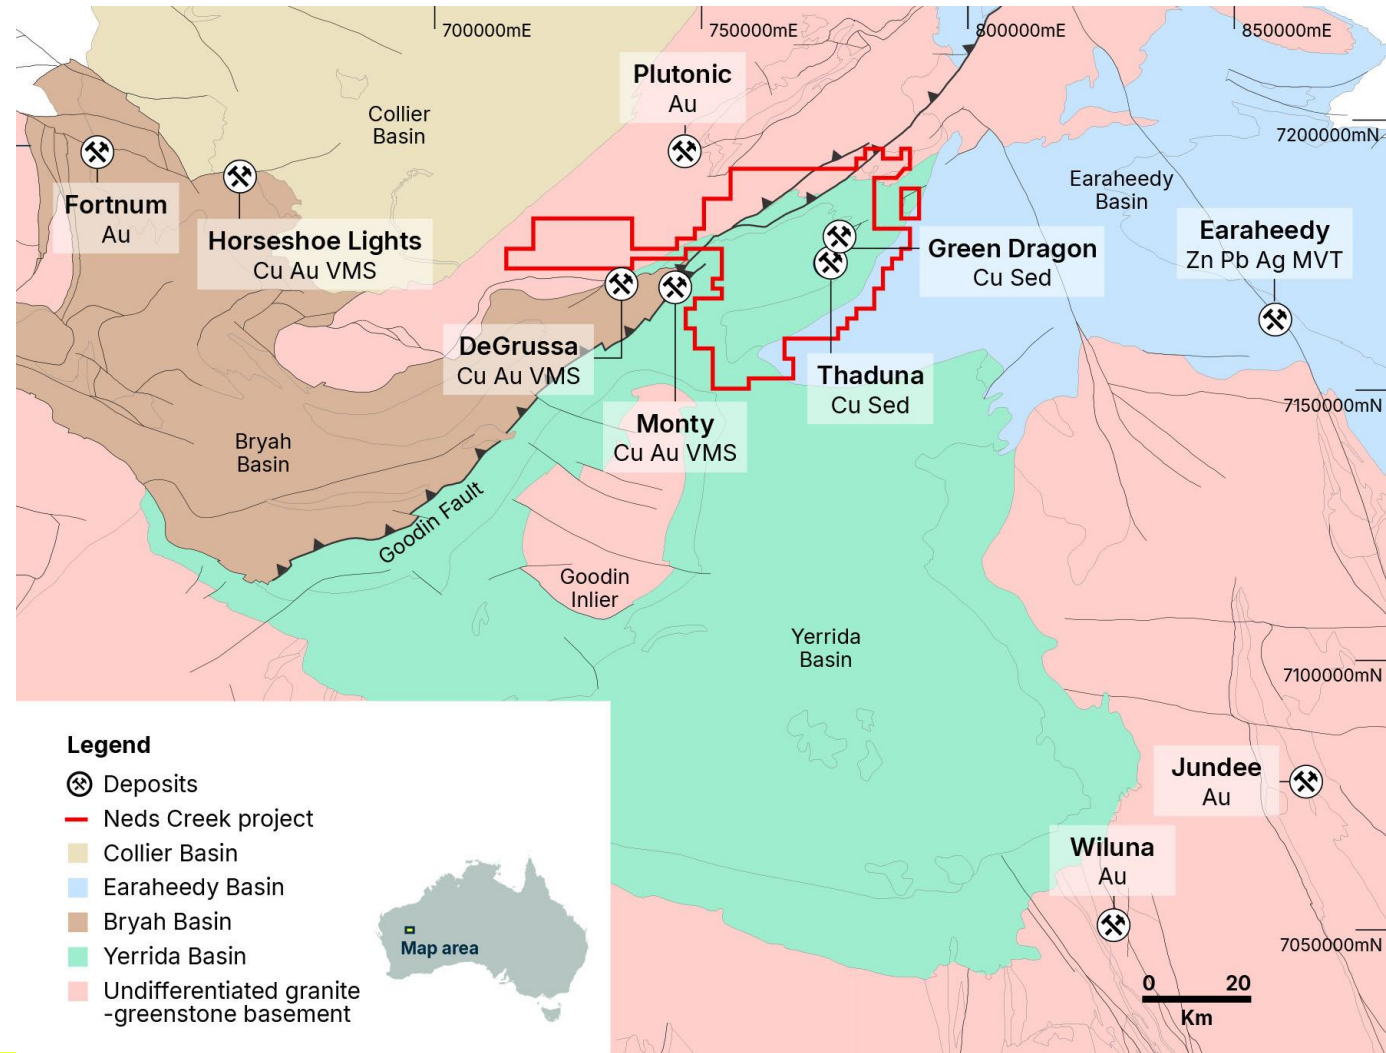 700000mE
750000mE
800000mE
850000mE
7200000mN
7150000mN
7100000mN
7050000mN
Plutonic
Au
Collier
Basin
Earaheedy
Basin
Fortnum
Au
Horseshoe Lights
Cu Au VMS
Green Dragon
Cu Sed
Earaheedy
Zn Pb Ag MVT
DeGrussa
Cu Au VMS
Thaduna
Cu Sed
Monty
Cu Au VMS
Bryah
Basin
Goodin Fault
Goodin
Inlier
Yerrida
Basin
Jundee
Au
Wiluna
Au
0 20
Km
Legend
Deposits
Neds Creek project
Collier Basin
Earaheedy Basin
Bryah Basin
Yerrida Basin
Undifferentiated granite
-greenstone basement
Map area